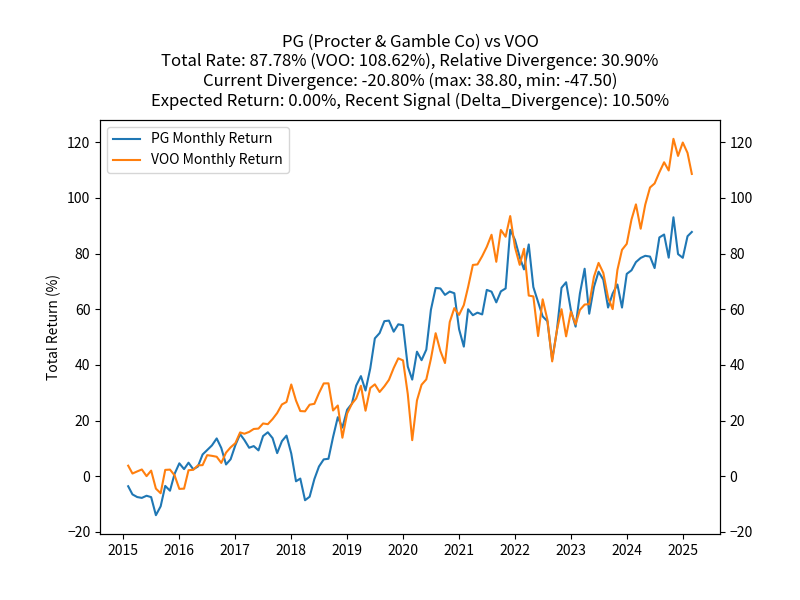 PG (Procter & Gamble Co) vs VOO
Total Rate: 87.78% (VOO: 108.62%), Relative Divergence: 30.90%
Current Divergence: -20.80% (max: 38.80, min: -47.50)
Expected Return: 0.00%, Recent Signal (Delta_Divergence): 10.50%
PG Monthly Return
VOO Monthly Return
Total Return (%)
120 120
100 100
80 80
60 60
40 40
20 20
0 0
−20 −20
2015 2016 2017 2018 2019 2020 2021 2022 2023 2024 2025